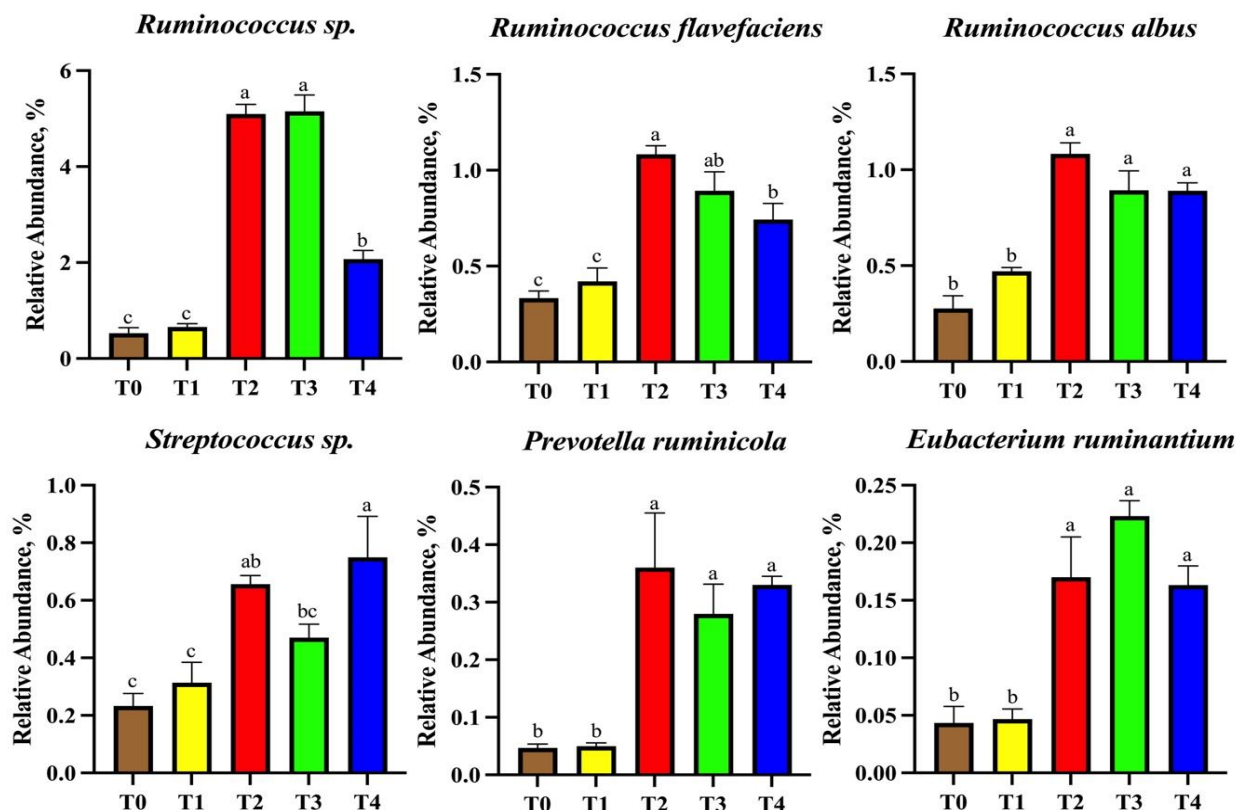 Ruminococcus sp.
Relative Abundance, %
6
4
2
0
c
c
a
a
b
T0 T1 T2 T3 T4
Ruminococcus flavefaciens
Relative Abundance, %
1.5
1.0
0.5
0.0
c
c
a
ab
b
T0 T1 T2 T3 T4
Ruminococcus albus
Relative Abundance, %
1.5
1.0
0.5
0.0
b
b
a
a
a
T0 T1 T2 T3 T4
Streptococcus sp.
Relative Abundance, %
1.0
0.8
0.6
0.4
0.2
0.0
c
c
ab
bc
a
T0 T1 T2 T3 T4
Prevotella ruminicola
Relative Abundance, %
0.5
0.4
0.3
0.2
0.1
0.0
b
b
a
a
a
T0 T1 T2 T3 T4
Eubacterium ruminantium
Relative Abundance, %
0.25
0.20
0.15
0.10
0.05
0.00
b
b
a
a
a
T0 T1 T2 T3 T4